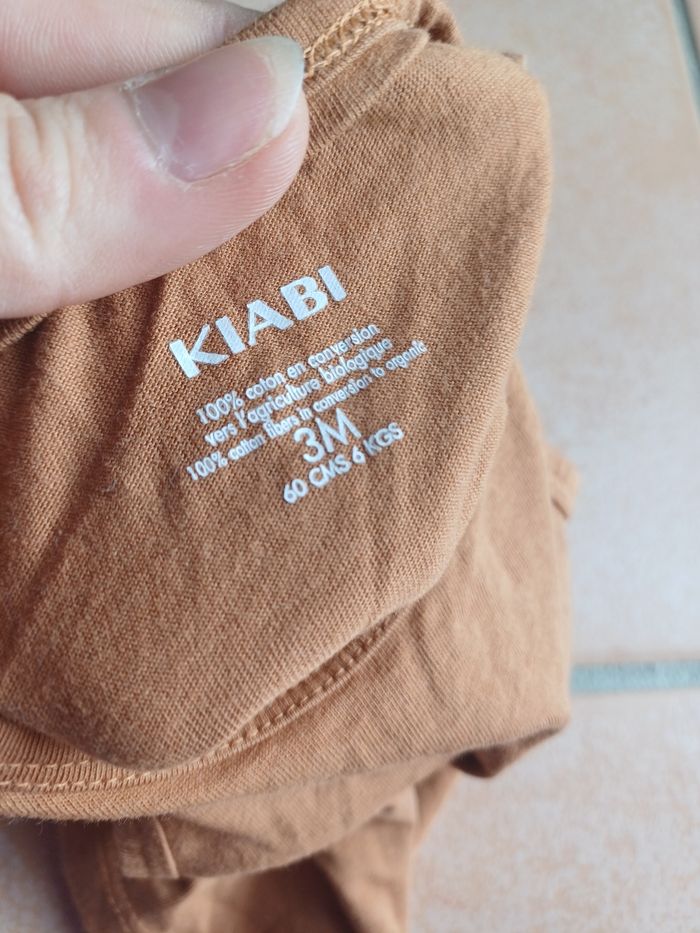 KIABI
100% coton en conversion
vers l'agriculture biologique
100% cotton fibers in conversion to organic
3M
60 CMS 6 KGS